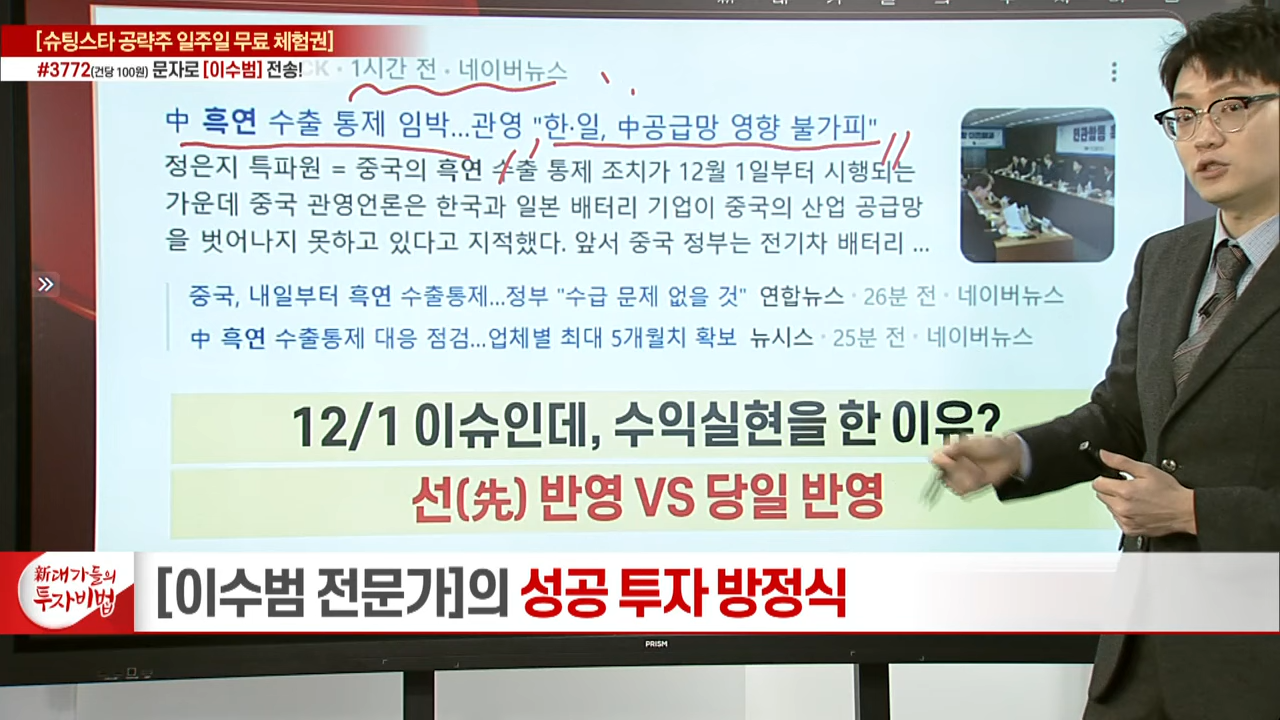 [슈팅스타 공략주 일주일 무료 체험권]
#3772(건당 100원) 문자로 [이수범] 전송!
CK · 1시간 전 · 네이버뉴스
中 흑연 수출 통제 임박...관영 "한·일, 中공급망 영향 불가피"
정은지 특파원 = 중국의 흑연 수출 통제 조치가 12월 1일부터 시행되는
가운데 중국 관영언론은 한국과 일본 배터리 기업이 중국의 산업 공급망
을 벗어나지 못하고 있다고 지적했다. 앞서 중국 정부는 전기차 배터리 ...
중국, 내일부터 흑연 수출통제...정부 "수급 문제 없을 것" 연합뉴스 · 26분 전 · 네이버뉴스
中 흑연 수출통제 대응 점검...업체별 최대 5개월치 확보 뉴시스 · 25분 전 · 네이버뉴스
12/1 이슈인데, 수익실현을 한 이유?
선(先) 반영 VS 당일 반영
新대가들의
투자비법
[이수범 전문가]의 성공 투자 방정식
PRISM